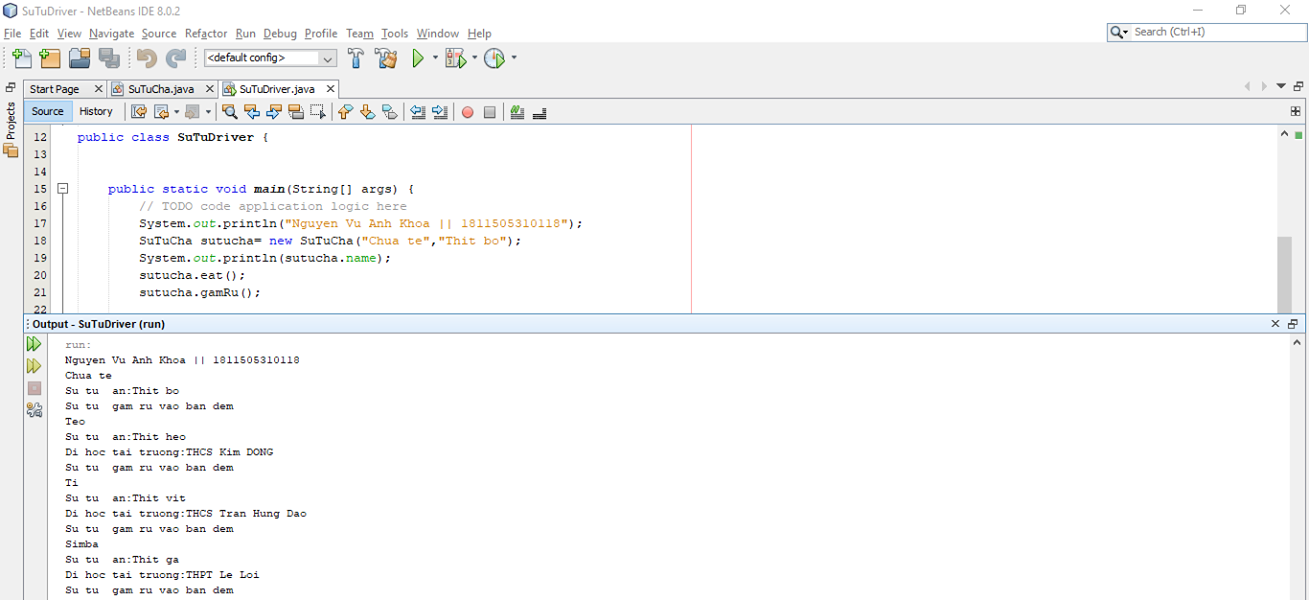 SuTuDriver - NetBeans IDE 8.0.2
File Edit View Navigate Source Refactor Run Debug Profile Team Tools Window Help
Search (Ctrl+I)
<default config>
Projects
Start Page SuTuCha.java SuTuDriver.java
Source History
12 public class SuTuDriver {
13
14
15 public static void main(String[] args) {
16 // TODO code application logic here
17 System.out.println("Nguyen Vu Anh Khoa || 1811505310118");
18 SuTuCha sutucha= new SuTuCha("Chua te","Thit bo");
19 System.out.println(sutucha.name);
20 sutucha.eat();
21 sutucha.gamRu();
22
Output - SuTuDriver (run)
run:
Nguyen Vu Anh Khoa || 1811505310118
Chua te
Su tu  an:Thit bo
Su tu  gam ru vao ban dem
Teo
Su tu  an:Thit heo
Di hoc tai truong:THCS Kim DONG
Su tu  gam ru vao ban dem
Ti
Su tu  an:Thit vit
Di hoc tai truong:THCS Tran Hung Dao
Su tu  gam ru vao ban dem
Simba
Su tu  an:Thit ga
Di hoc tai truong:THPT Le Loi
Su tu  gam ru vao ban dem